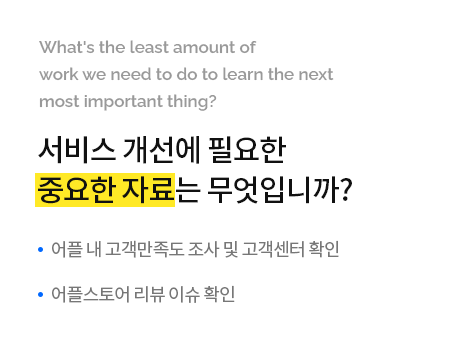 What's the least amount of
work we need to do to learn the next
most important thing?
서비스 개선에 필요한
중요한 자료는 무엇입니까?
• 어플 내 고객만족도 조사 및 고객센터 확인
• 어플스토어 리뷰 이슈 확인